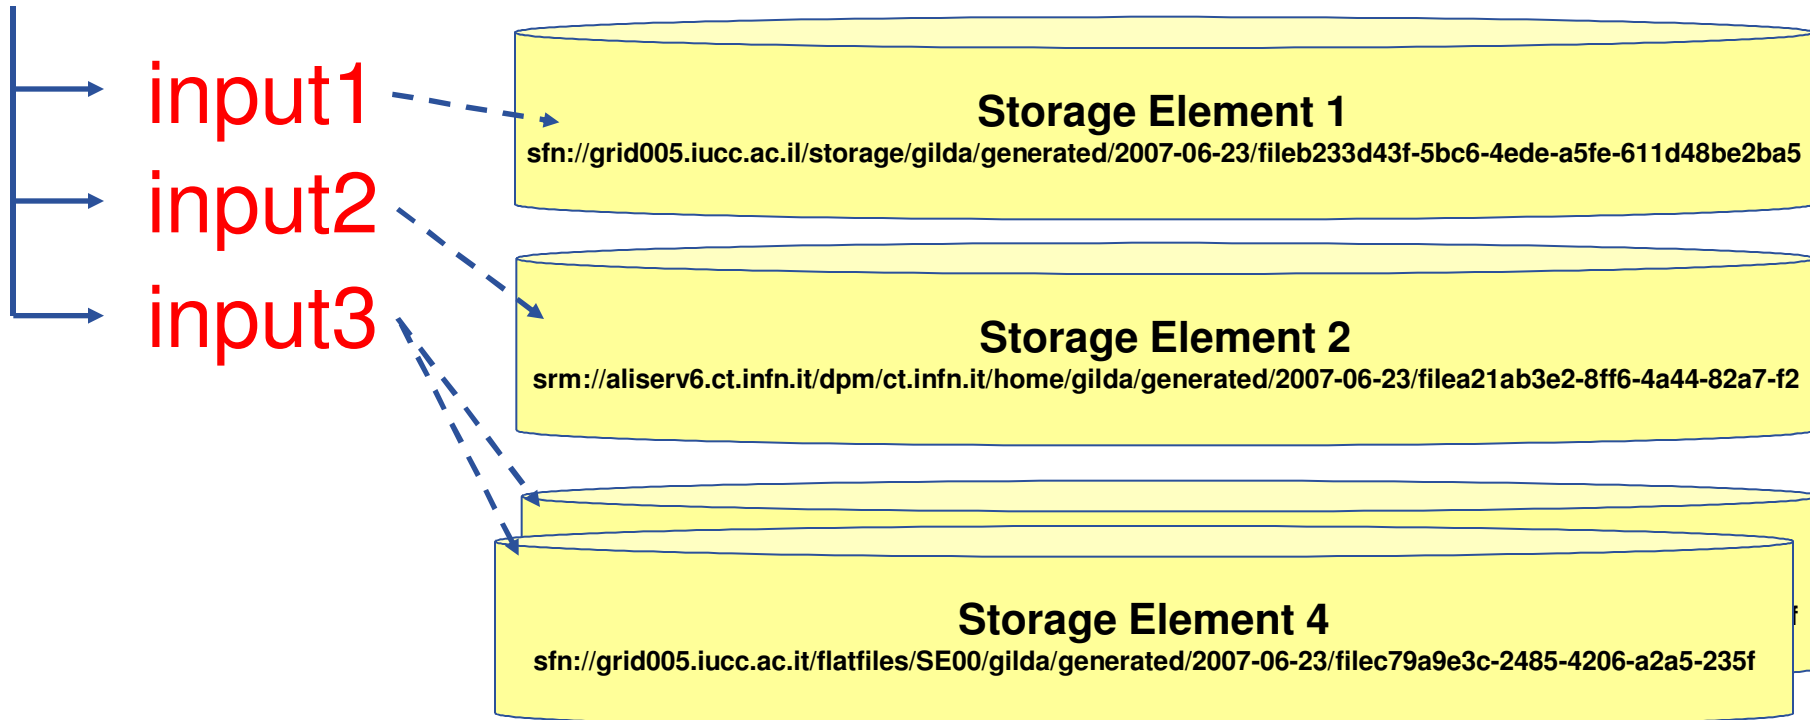 input1
Storage Element 1
sfn://grid005.iucc.ac.il/storage/gilda/generated/2007-06-23/fileb233d43f-5bc6-4ede-a5fe-611d48be2ba5
input2
Storage Element 2
srm://aliserv6.ct.infn.it/dpm/ct.infn.it/home/gilda/generated/2007-06-23/filea21ab3e2-8ff6-4a44-82a7-f2
input3
Storage Element 4
sfn://grid005.iucc.ac.it/flatfiles/SE00/gilda/generated/2007-06-23/filec79a9e3c-2485-4206-a2a5-235f